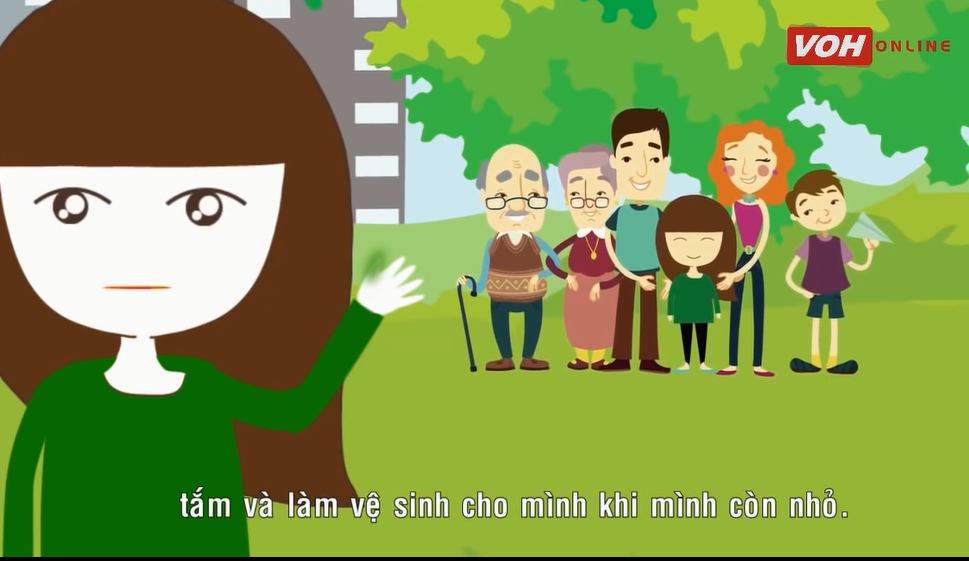 VOH ONLINE
tắm và làm vệ sinh cho mình khi mình còn nhỏ.